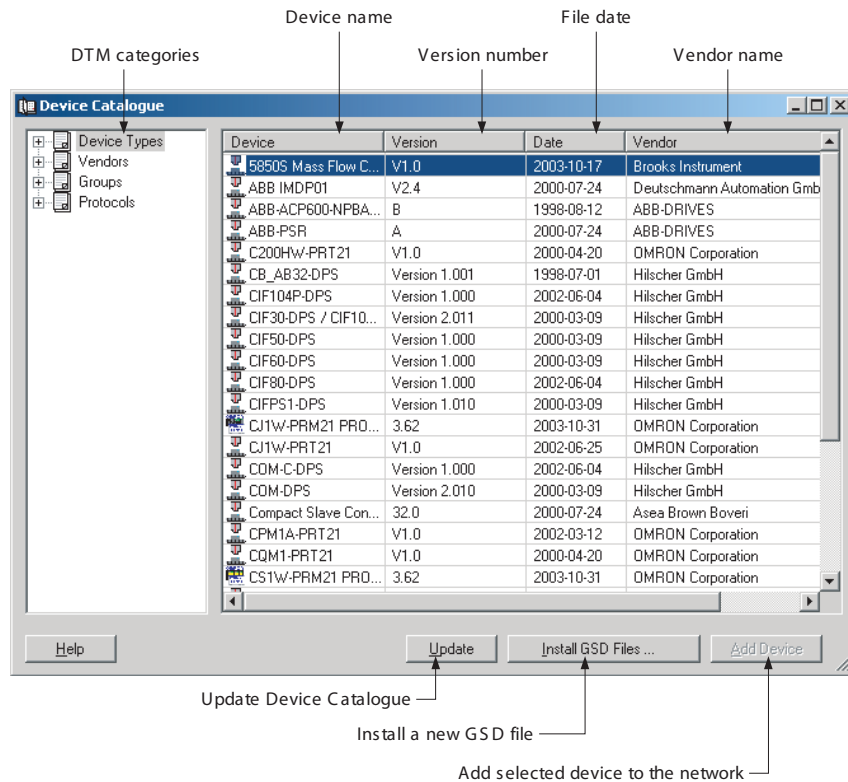 Device name File date
DTM categories Version number Vendor name
Device Catalogue
Device Types
Vendors
Groups
Protocols
Device Version Date Vendor
5850S Mass Flow C... V1.0 2003-10-17 Brooks Instrument
ABB IMDP01 V2.4 2000-07-24 Deutschmann Automation Gmb
ABB-ACP600-NPBA... B 1998-08-12 ABB-DRIVES
ABB-PSR A 2000-07-24 ABB-DRIVES
C200HW-PRT21 V1.0 2000-04-20 OMRON Corporation
CB_AB32-DPS Version 1.001 1998-07-01 Hilscher GmbH
CIF104P-DPS Version 1.000 2002-06-04 Hilscher GmbH
CIF30-DPS / CIF10... Version 2.011 2000-03-09 Hilscher GmbH
CIF50-DPS Version 1.000 2000-03-09 Hilscher GmbH
CIF60-DPS Version 1.000 2000-03-09 Hilscher GmbH
CIF80-DPS Version 1.000 2002-06-04 Hilscher GmbH
CIFPS1-DPS Version 1.010 2000-03-09 Hilscher GmbH
CJ1W-PRM21 PRO... 3.62 2003-10-31 OMRON Corporation
CJ1W-PRT21 V1.0 2002-06-25 OMRON Corporation
COM-C-DPS Version 1.000 2002-06-04 Hilscher GmbH
COM-DPS Version 2.010 2000-03-09 Hilscher GmbH
Compact Slave Con... 32.0 2000-07-24 Asea Brown Boveri
CPM1A-PRT21 V1.0 2002-03-12 OMRON Corporation
CQM1-PRT21 V1.0 2000-04-20 OMRON Corporation
CS1W-PRM21 PRO... 3.62 2003-10-31 OMRON Corporation
Help Update Install GSD Files ... Add Device
Update Device Catalogue
Install a new GSD file
Add selected device to the network